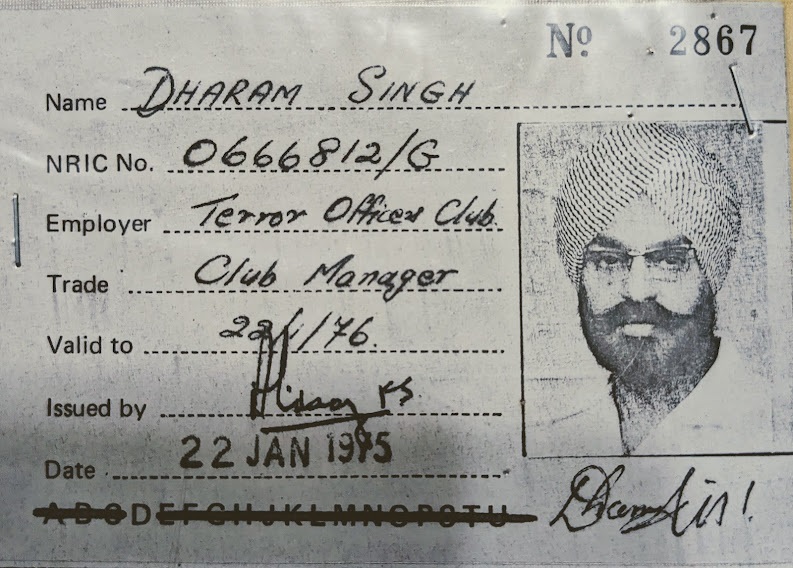 Nº 2867
Name DHARAM SINGH
NRIC No. 0666812/G
Employer Terror Officers Club
Trade Club Manager
Valid to 22/1/76.
Issued by
Date 22 JAN 1975
ABCDEFGHIJKLMNOPQRSTU